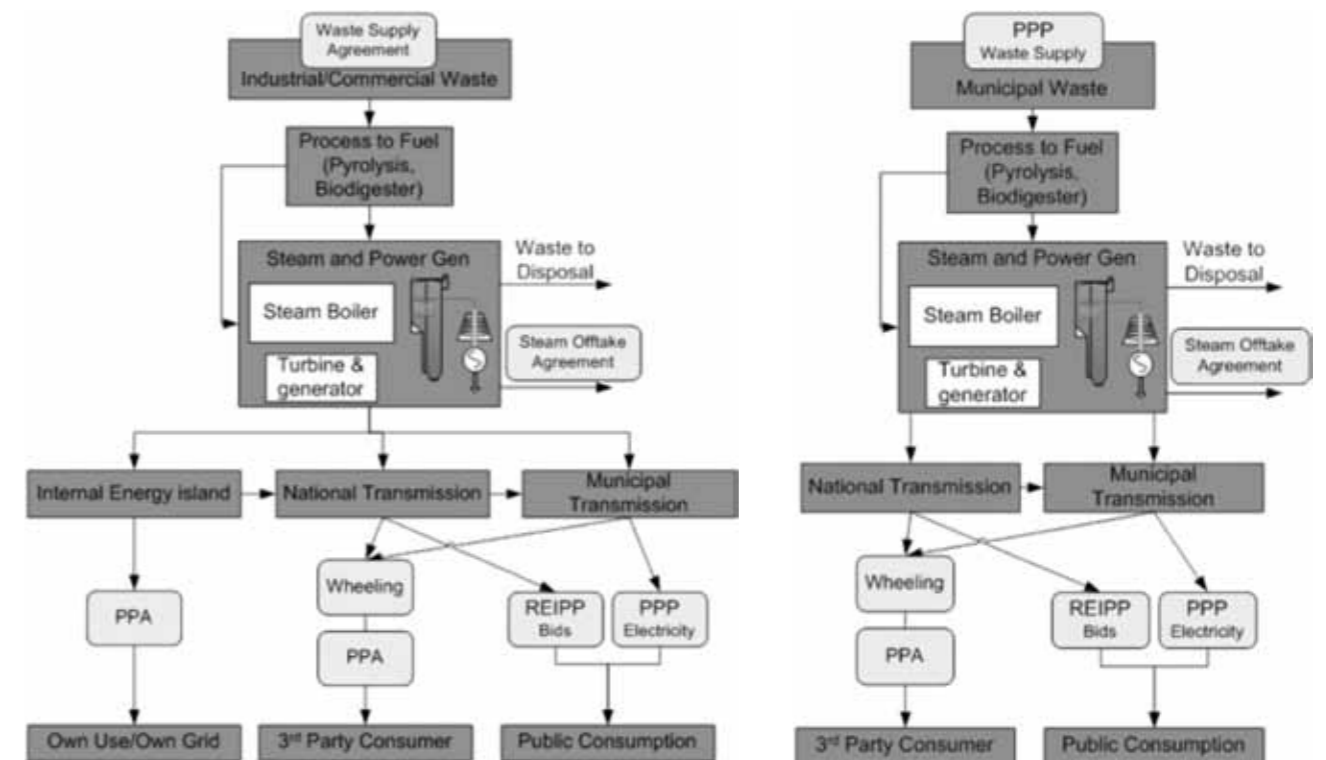 Waste Supply
Agreement
Industrial/Commercial Waste
Process to Fuel
(Pyrolysis,
Biodigester)
Steam and Power Gen
Steam Boiler
Turbine &
generator
Waste to
Disposal
Steam Offtake
Agreement
Internal Energy island
National Transmission
Municipal
Transmission
PPA
Wheeling
PPA
REIPP
Bids
PPP
Electricity
Own Use/Own Grid
3rd Party Consumer
Public Consumption
PPP
Waste Supply
Municipal Waste
Process to Fuel
(Pyrolysis,
Biodigester)
Steam and Power Gen
Steam Boiler
Turbine &
generator
Waste to
Disposal
Steam Offtake
Agreement
National Transmission
Municipal
Transmission
Wheeling
PPA
REIPP
Bids
PPP
Electricity
3rd Party Consumer
Public Consumption